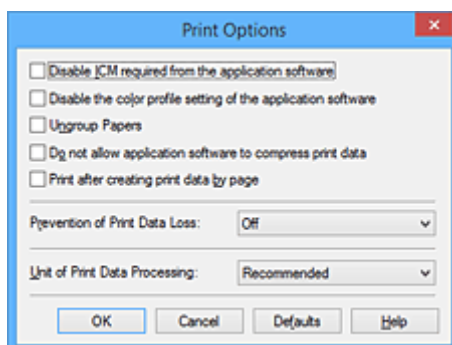 Print Options
Disable ICM required from the application software
Disable the color profile setting of the application software
Ungroup Papers
Do not allow application software to compress print data
Print after creating print data by page
Prevention of Print Data Loss: Off
Unit of Print Data Processing: Recommended
OK Cancel Defaults Help